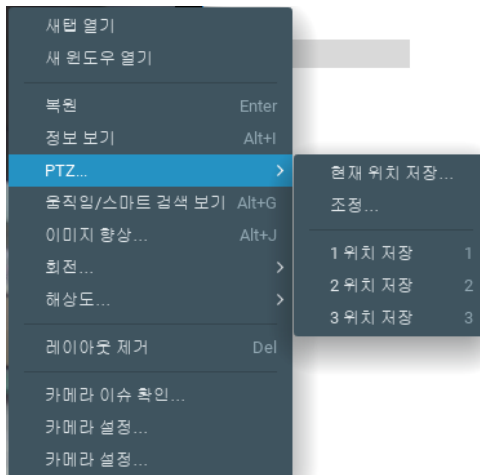 새탭 열기
새 윈도우 열기
복원 Enter
정보 보기 Alt+I
PTZ...
움직임/스마트 검색 보기 Alt+G
이미지 향상... Alt+J
회전...
해상도...
레이아웃 제거 Del
카메라 이슈 확인...
카메라 설정...
카메라 설정...
현재 위치 저장...
조정...
1 위치 저장 1
2 위치 저장 2
3 위치 저장 3